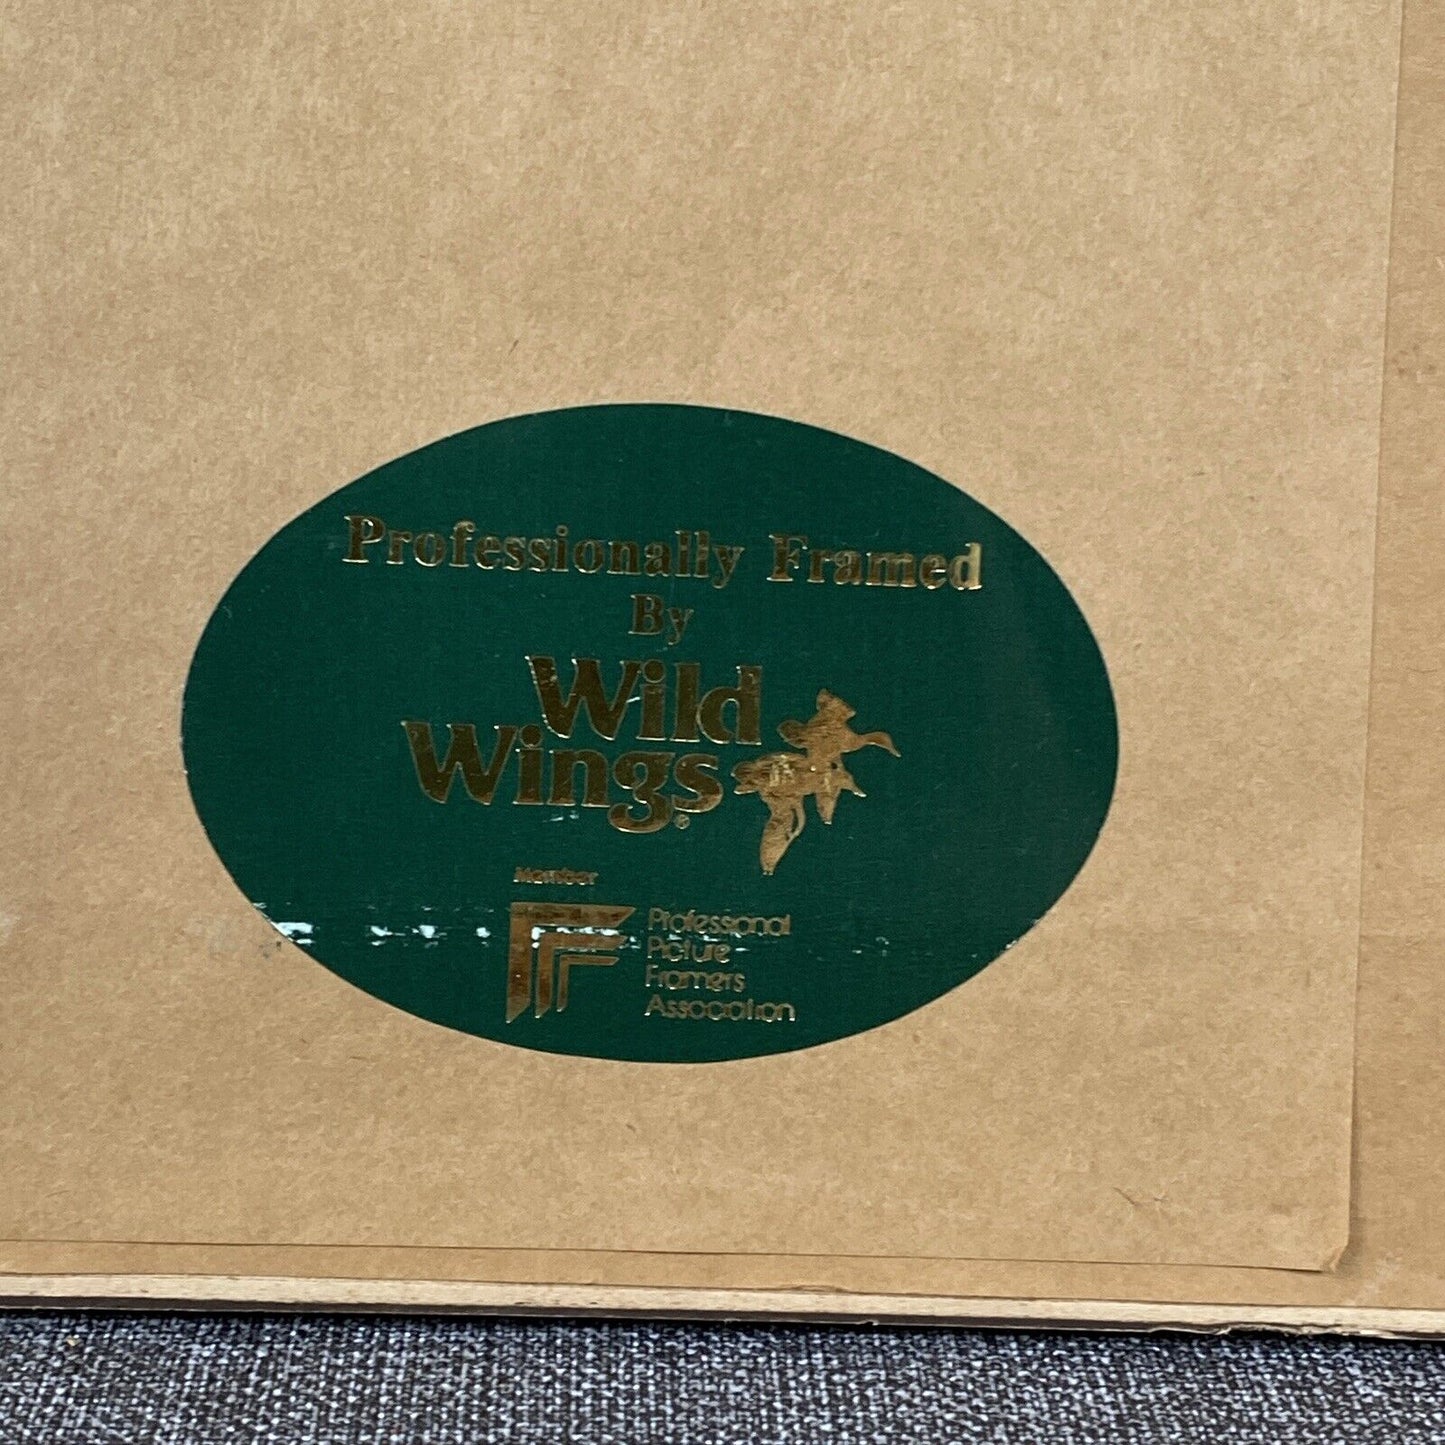 Professionally Framed
By
Wild
Wings®
Member
Professional
Picture
Framers
Association